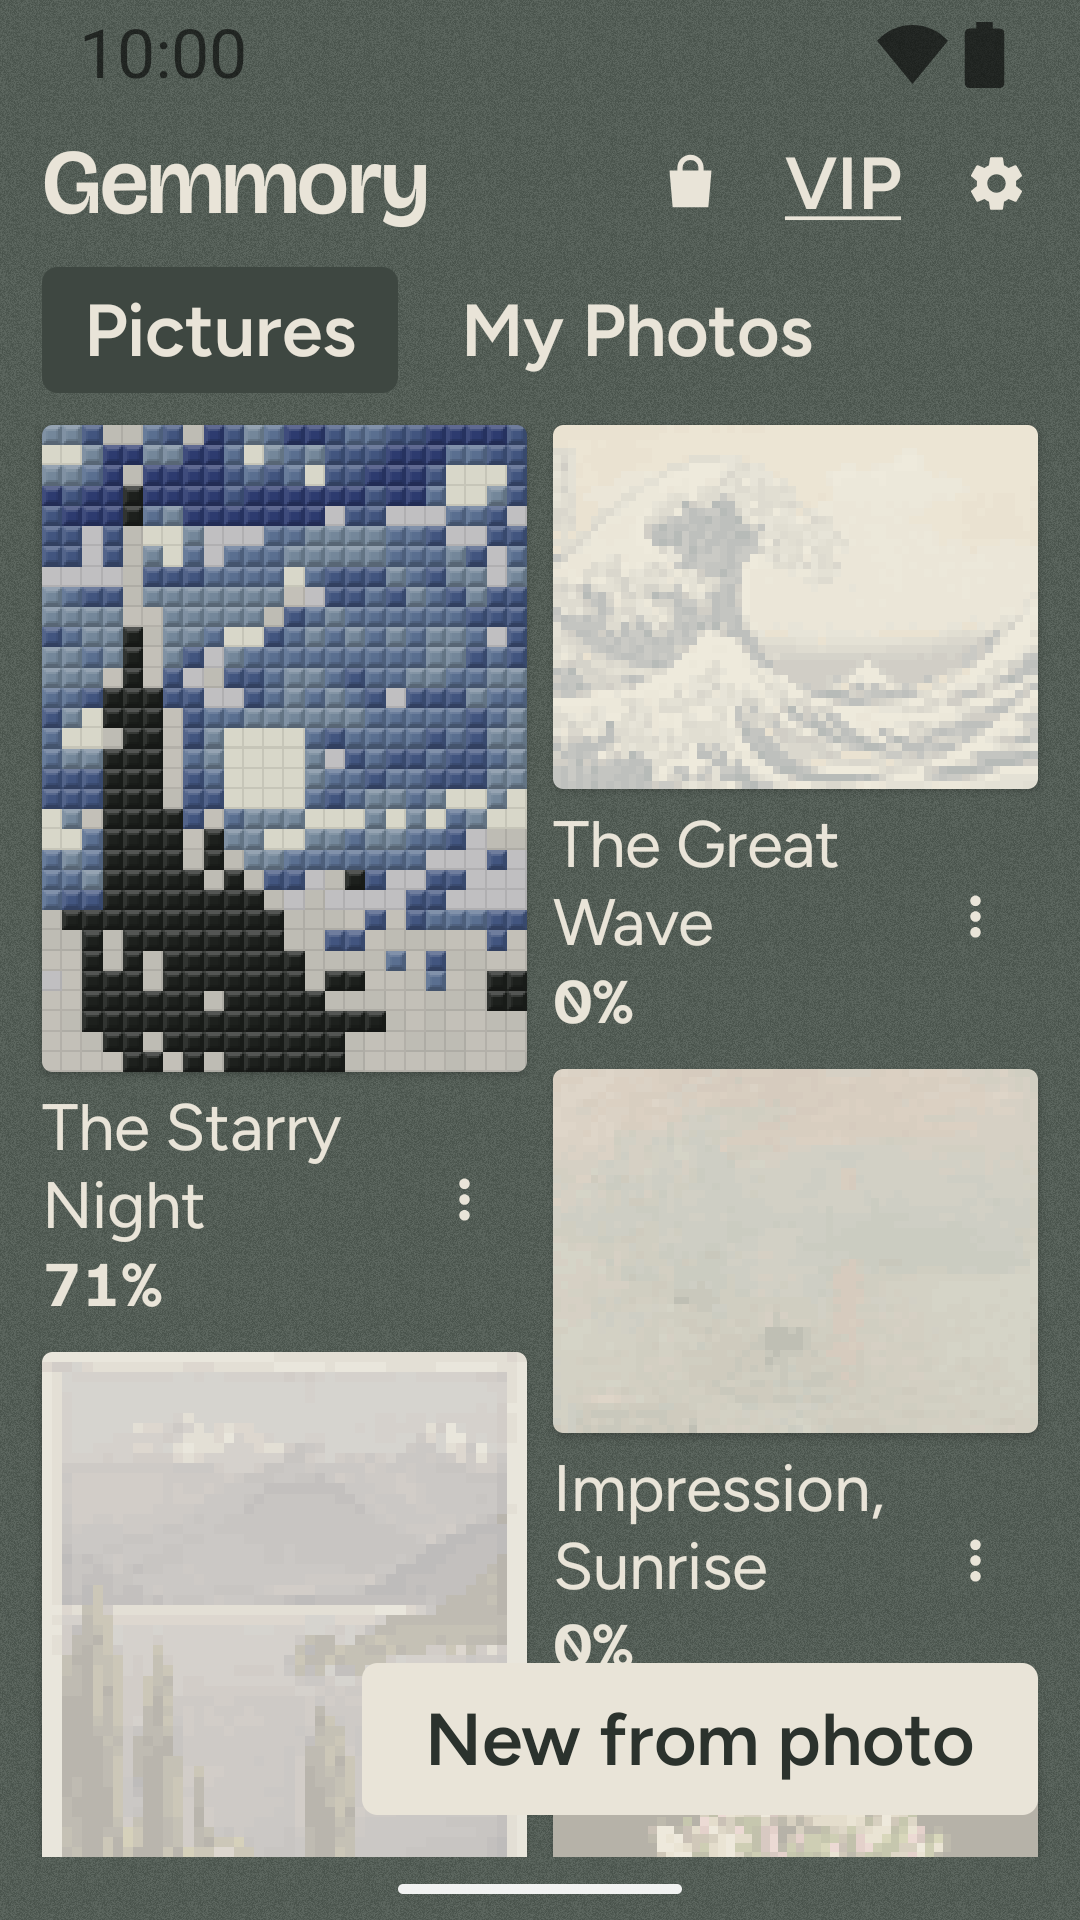 10:00
Gemmory
VIP
Pictures
My Photos
The Starry
Night
71%
The Great
Wave
0%
Impression,
Sunrise
0%
New from photo